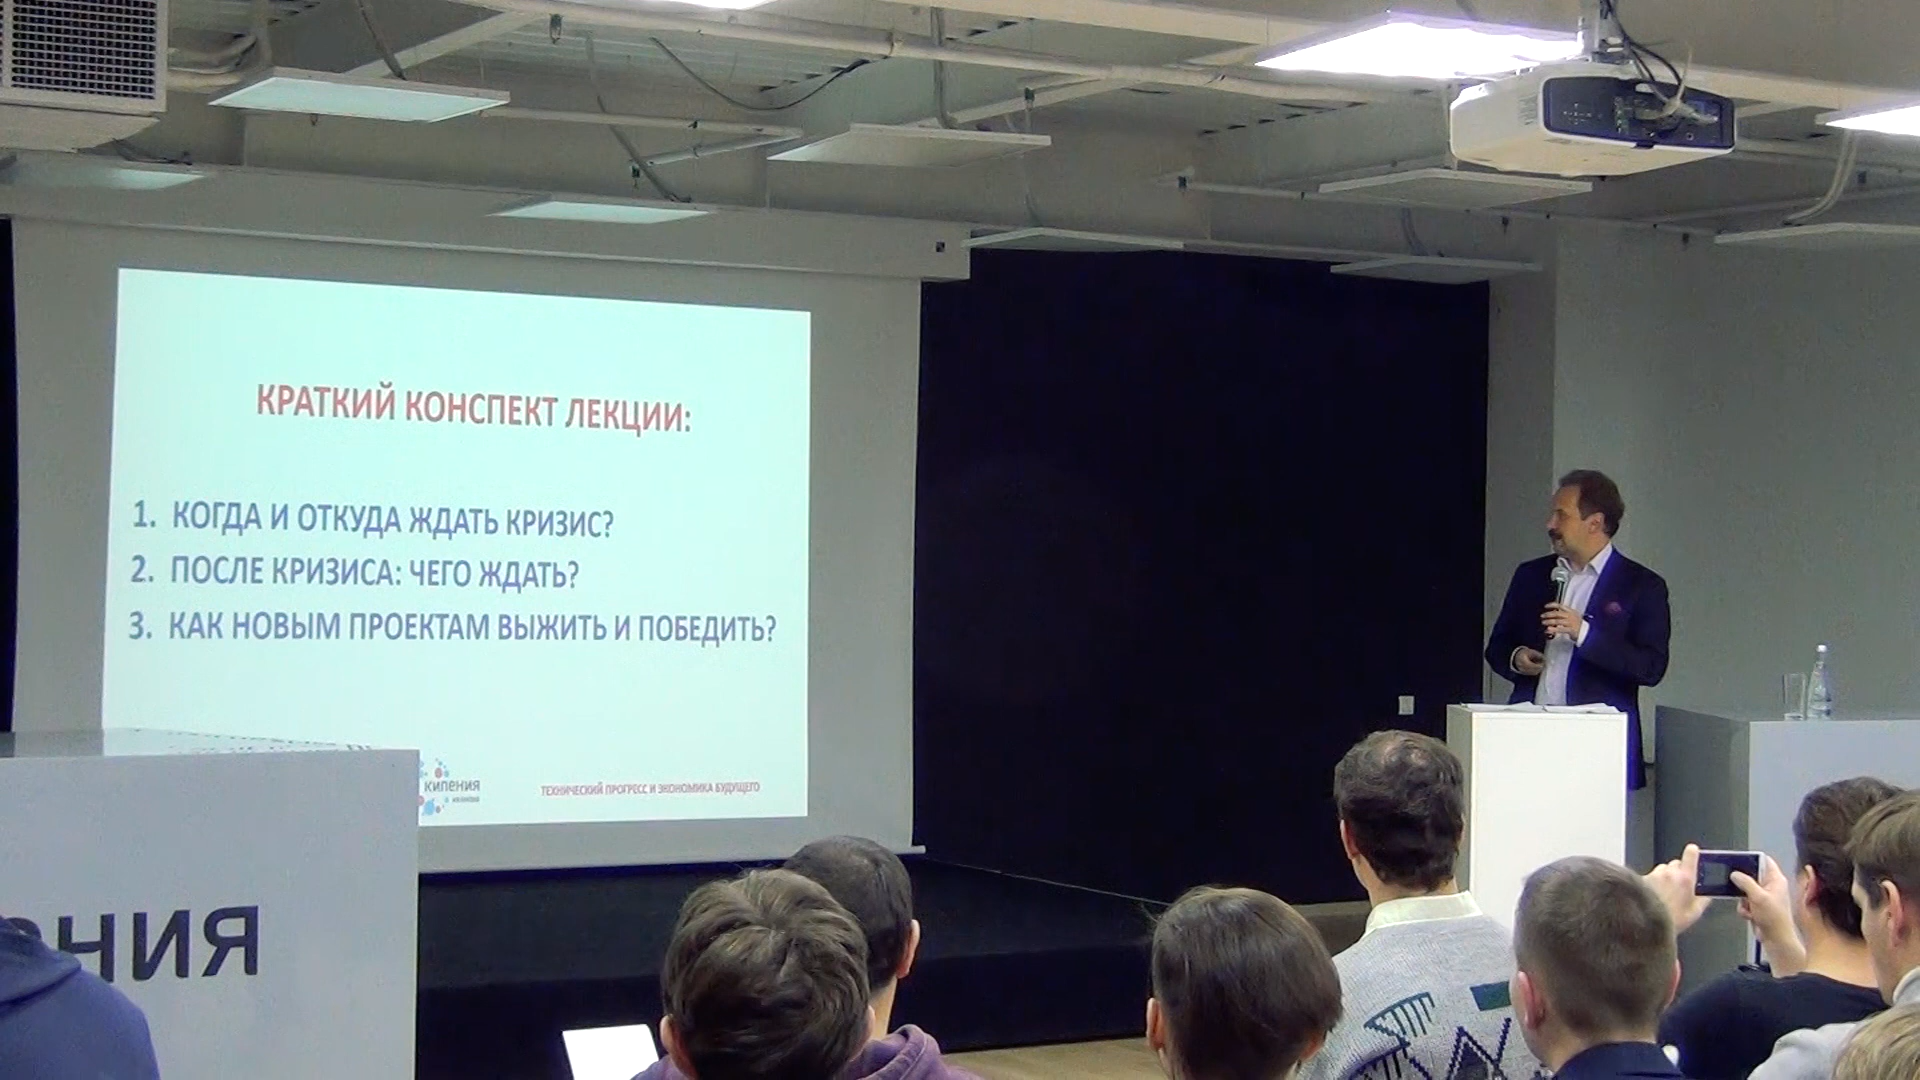 КРАТКИЙ КОНСПЕКТ ЛЕКЦИИ:
1. КОГДА И ОТКУДА ЖДАТЬ КРИЗИС?
2. ПОСЛЕ КРИЗИСА: ЧЕГО ЖДАТЬ?
3. КАК НОВЫМ ПРОЕКТАМ ВЫЖИТЬ И ПОБЕДИТЬ?
кипения
ТЕХНИЧЕСКИЙ ПРОГРЕСС И ЭКОНОМИКА БУДУЩЕГО
ния